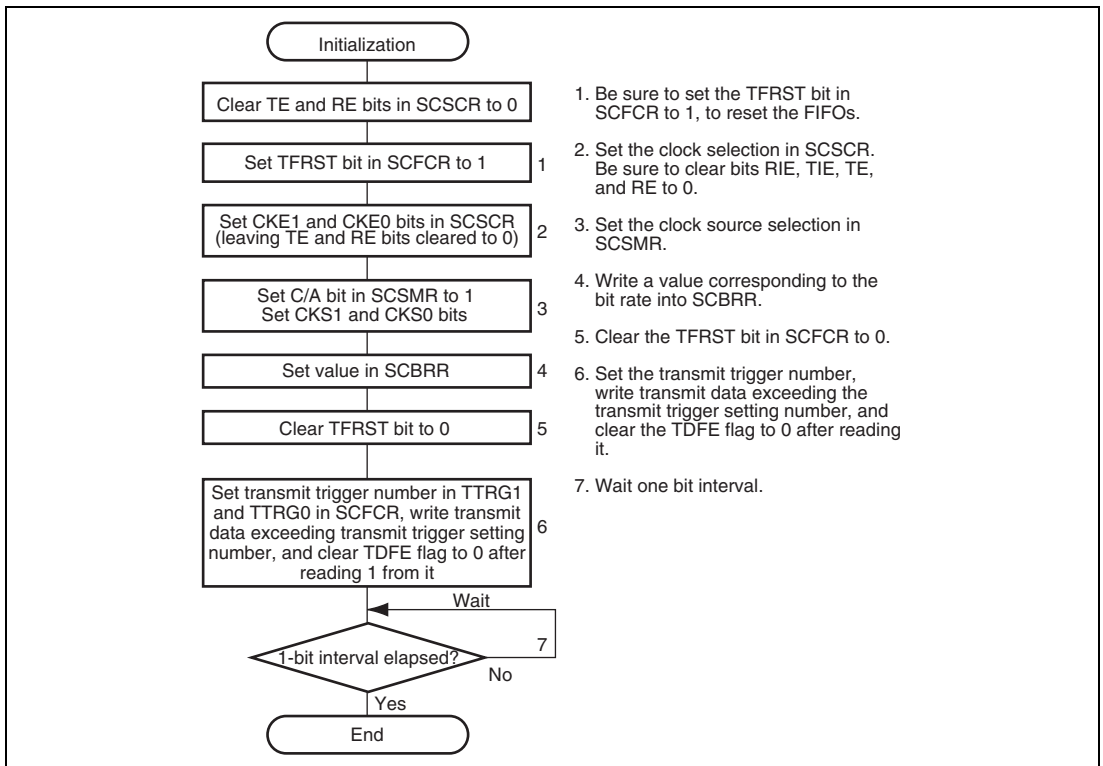 Initialization
Clear TE and RE bits in SCSCR to 0
Set TFRST bit in SCFCR to 1
1
Set CKE1 and CKE0 bits in SCSCR
(leaving TE and RE bits cleared to 0)
2
Set C/A bit in SCSMR to 1
Set CKS1 and CKS0 bits
3
Set value in SCBRR
4
Clear TFRST bit to 0
5
Set transmit trigger number in TTRG1
and TTRG0 in SCFCR, write transmit
data exceeding transmit trigger setting
number, and clear TDFE flag to 0 after
reading 1 from it
6
Wait
1-bit interval elapsed?
7
No
Yes
End
1. Be sure to set the TFRST bit in
SCFCR to 1, to reset the FIFOs.
2. Set the clock selection in SCSCR.
Be sure to clear bits RIE, TIE, TE,
and RE to 0.
3. Set the clock source selection in
SCSMR.
4. Write a value corresponding to the
bit rate into SCBRR.
5. Clear the TFRST bit in SCFCR to 0.
6. Set the transmit trigger number,
write transmit data exceeding the
transmit trigger setting number, and
clear the TDFE flag to 0 after reading
it.
7. Wait one bit interval.